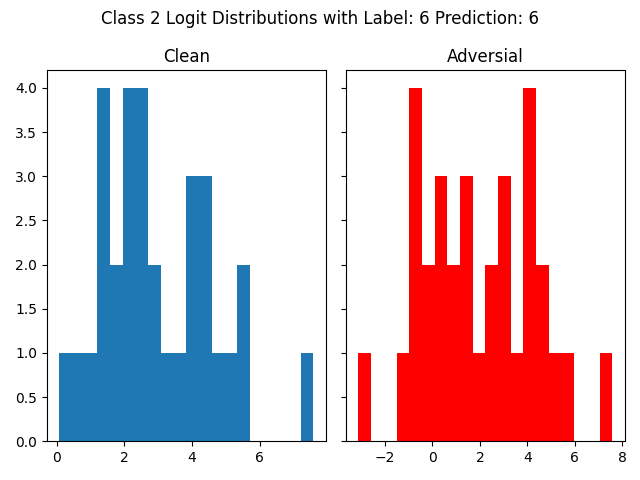 Class 2 Logit Distributions with Label: 6 Prediction: 6
Clean
Adversial
4.0
3.5
3.0
2.5
2.0
1.5
1.0
0.5
0.0
0 2 4 6
−2 0 2 4 6 8